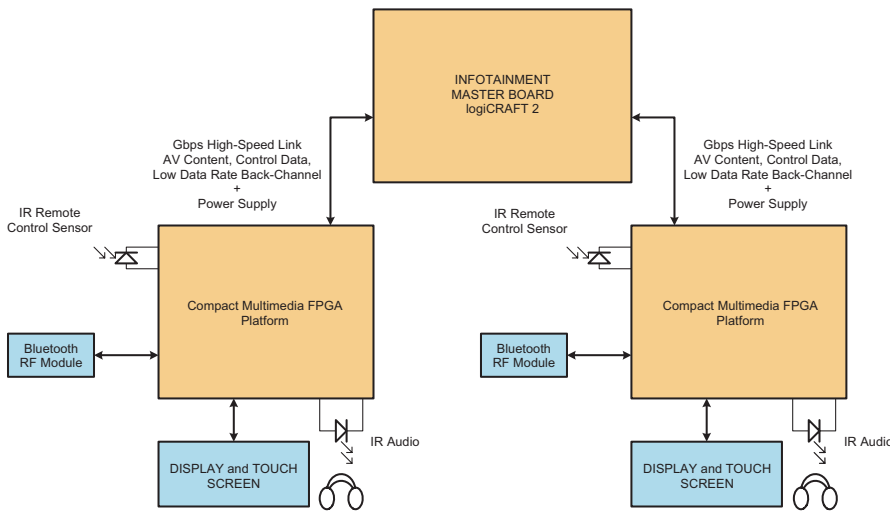 INFOTAINMENT
MASTER BOARD
logiCRAFT 2
Gbps High-Speed Link
AV Content, Control Data,
Low Data Rate Back-Channel
+
Power Supply
IR Remote
Control Sensor
Compact Multimedia FPGA
Platform
Bluetooth
RF Module
IR Audio
DISPLAY and TOUCH
SCREEN
Gbps High-Speed Link
AV Content, Control Data,
Low Data Rate Back-Channel
+
Power Supply
IR Remote
Control Sensor
Compact Multimedia FPGA
Platform
Bluetooth
RF Module
IR Audio
DISPLAY and TOUCH
SCREEN